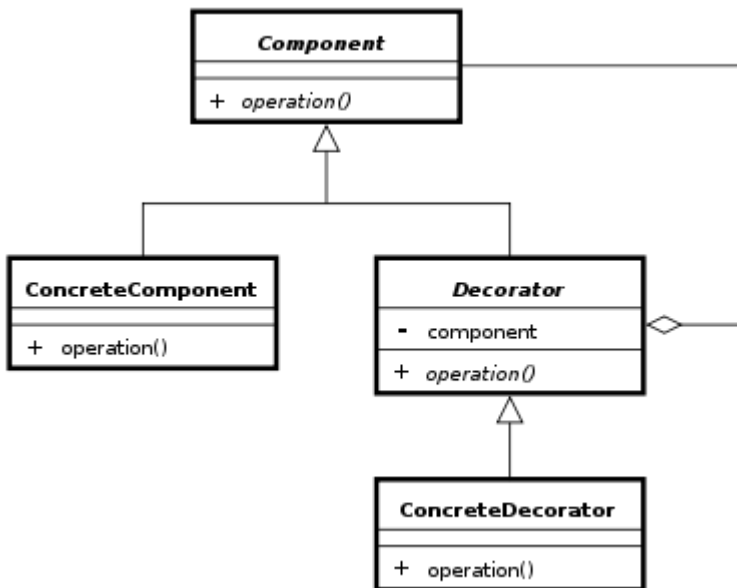 Component
+ operation()
ConcreteComponent
+ operation()
Decorator
- component
+ operation()
ConcreteDecorator
+ operation()